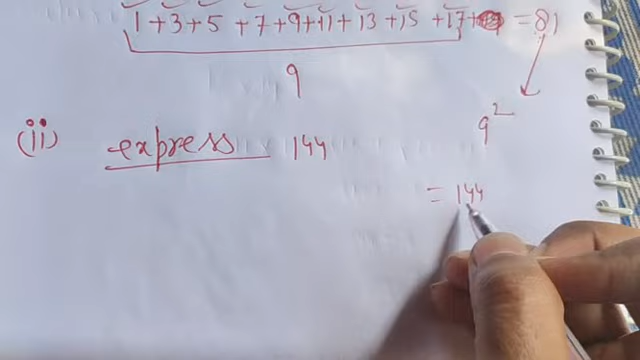 1 + 3 + 5 + 7 + 9 + 11 + 13 + 15 + 17 + = 81
9
9²
(ii) express 144
= 144